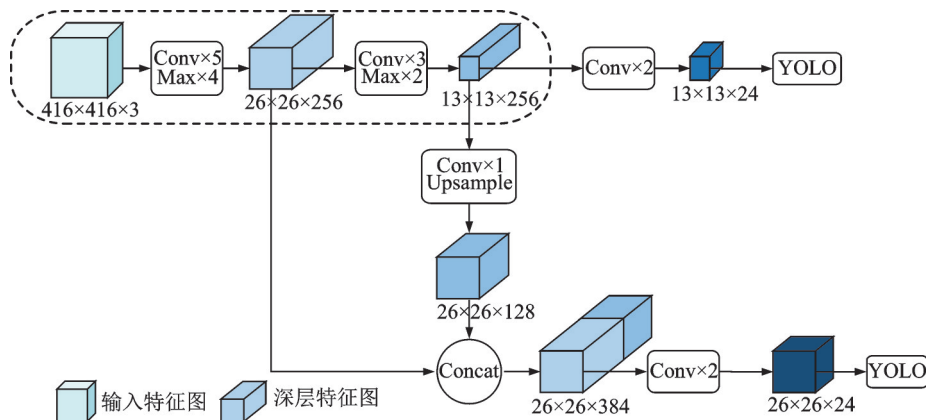 Conv×5
Max×4
Conv×3
Max×2
Conv×2
YOLO
416×416×3
26×26×256
13×13×256
13×13×24
Conv×1
Upsample
26×26×128
Concat
Conv×2
YOLO
26×26×384
26×26×24
输入特征图
深层特征图